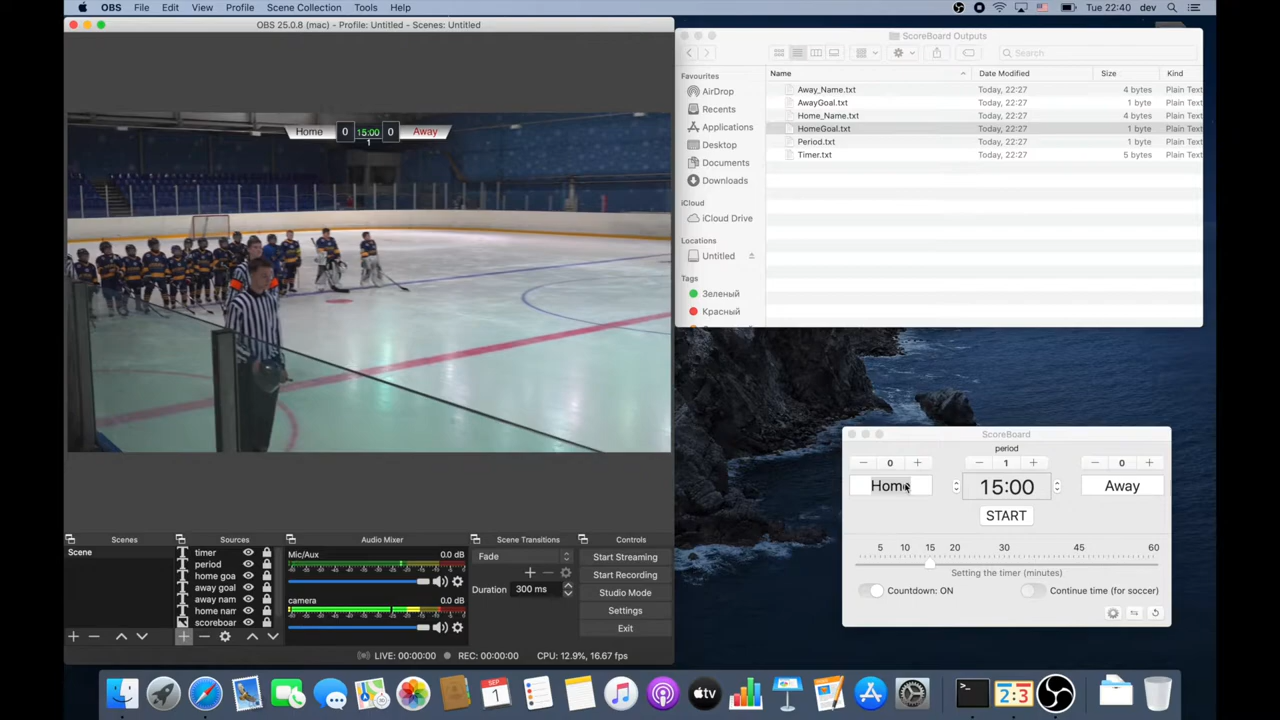 OBS File Edit View Profile Scene Collection Tools Help Tue 22:40 dev
OBS 25.0.8 (mac) - Profile: Untitled - Scenes: Untitled
Home 0 15:00 0 Away
1
ScoreBoard Outputs
Search
Favourites
AirDrop
Recents
Applications
Desktop
Documents
Downloads
iCloud
iCloud Drive
Locations
Untitled
Tags
Зеленый
Красный
Name Date Modified Size Kind
Away_Name.txt Today, 22:27 4 bytes Plain Text
AwayGoal.txt Today, 22:27 1 byte Plain Text
Home_Name.txt Today, 22:27 4 bytes Plain Text
HomeGoal.txt Today, 22:27 1 byte Plain Text
Period.txt Today, 22:27 1 byte Plain Text
Timer.txt Today, 22:27 5 bytes Plain Text
ScoreBoard
period
0 1 0
Home 15:00 Away
START
5 10 15 20 30 45 60
Setting the timer (minutes)
Countdown: ON Continue time (for soccer)
Scenes
Scene
Sources
timer
period
home goa
away goal
away nam
home nam
scoreboar
Audio Mixer
Mic/Aux 0.0 dB
camera 0.0 dB
Scene Transitions
Fade
Duration 300 ms
Controls
Start Streaming
Start Recording
Studio Mode
Settings
Exit
LIVE: 00:00:00 REC: 00:00:00 CPU: 12.9%, 16.67 fps
SEP
1
tv
2:3